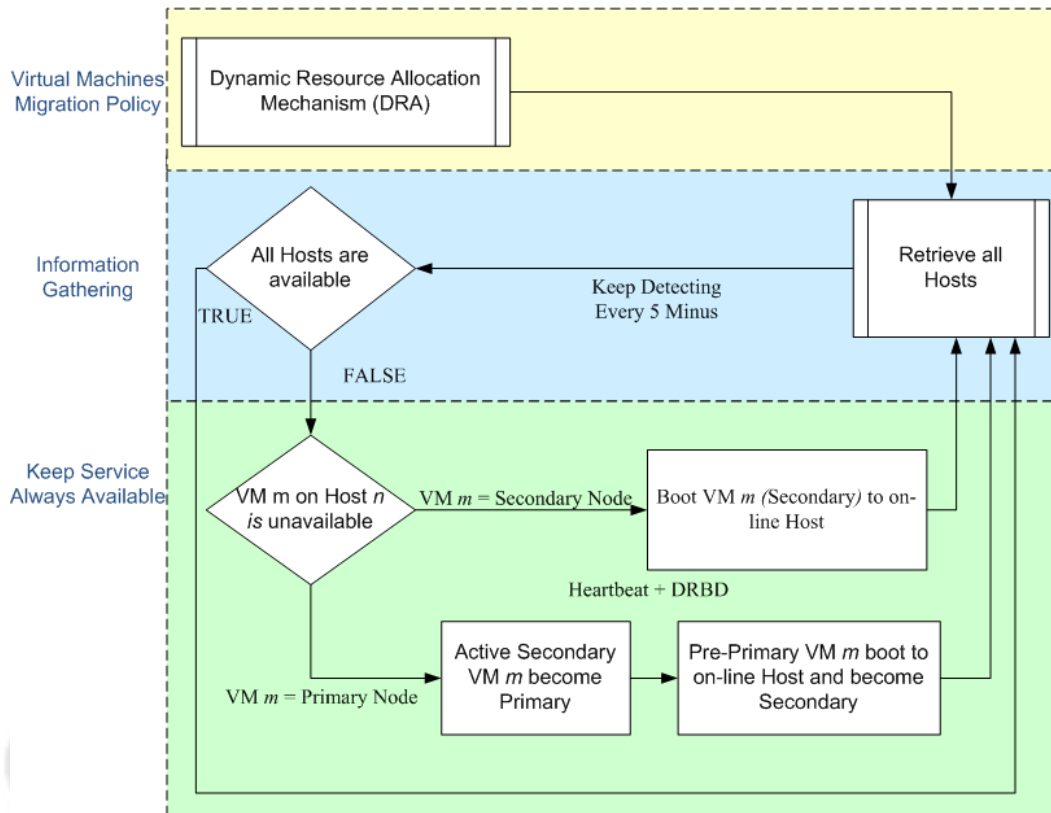 Virtual Machines
Migration Policy
Dynamic Resource Allocation
Mechanism (DRA)
Information
Gathering
All Hosts are
available
Retrieve all
Hosts
Keep Detecting
Every 5 Minus
TRUE
FALSE
Keep Service
Always Available
VM m on Host n
is unavailable
VM m = Secondary Node
Boot VM m (Secondary) to on-
line Host
Heartbeat + DRBD
VM m = Primary Node
Active Secondary
VM m become
Primary
Pre-Primary VM m boot to
on-line Host and become
Secondary